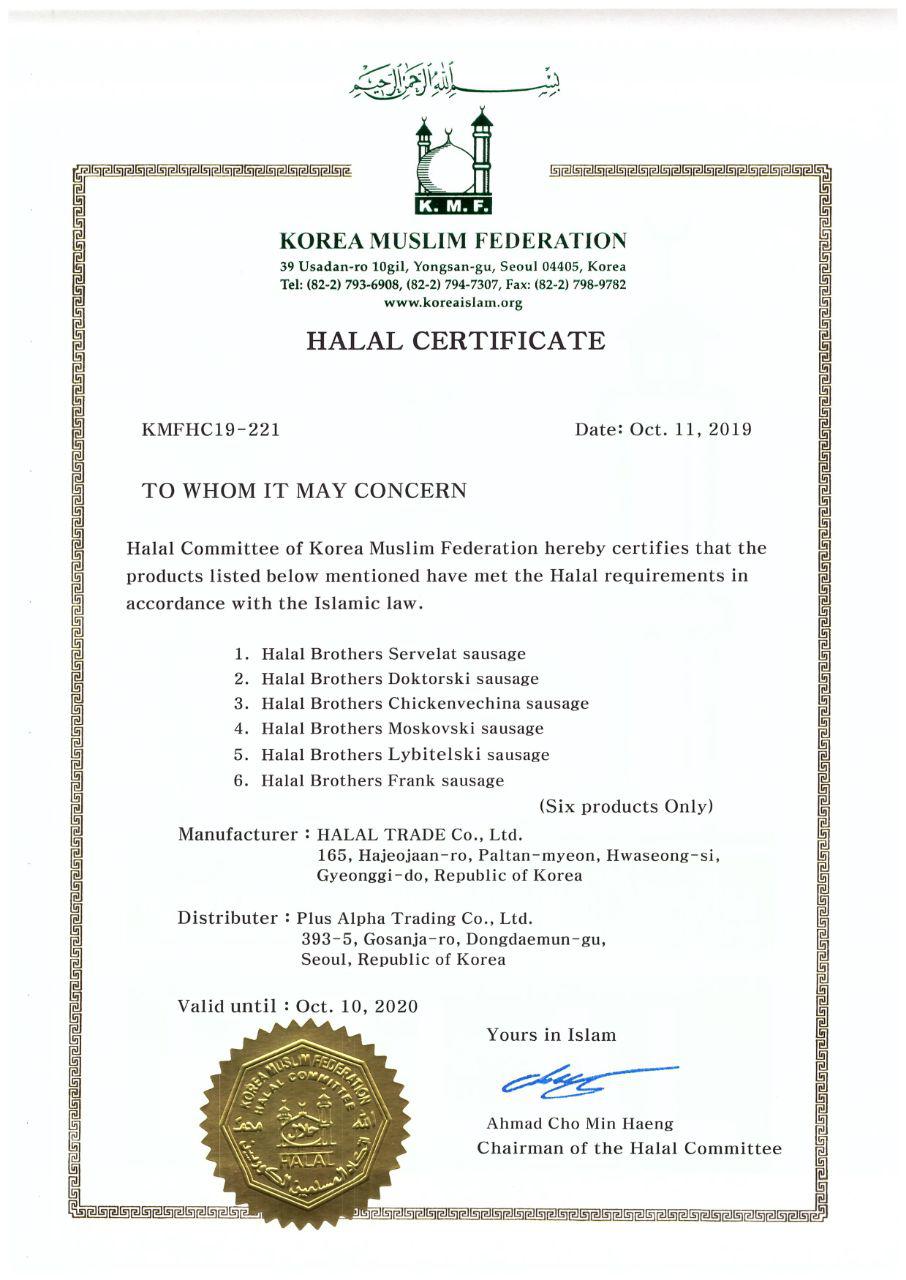 بسم الله الرحمن الرحيم
K. M. F.
KOREA MUSLIM FEDERATION
39 Usadan-ro 10gil, Yongsan-gu, Seoul 04405, Korea
Tel: (82-2) 793-6908, (82-2) 794-7307, Fax: (82-2) 798-9782
www.koreaislam.org
HALAL CERTIFICATE
KMFHC19-221
Date: Oct. 11, 2019
TO WHOM IT MAY CONCERN
Halal Committee of Korea Muslim Federation hereby certifies that the
products listed below mentioned have met the Halal requirements in
accordance with the Islamic law.
1. Halal Brothers Servelat sausage
2. Halal Brothers Doktorski sausage
3. Halal Brothers Chickenvechina sausage
4. Halal Brothers Moskovski sausage
5. Halal Brothers Lybitelski sausage
6. Halal Brothers Frank sausage
(Six products Only)
Manufacturer : HALAL TRADE Co., Ltd.
165, Hajeojaan-ro, Paltan-myeon, Hwaseong-si,
Gyeonggi-do, Republic of Korea
Distributer : Plus Alpha Trading Co., Ltd.
393-5, Gosanja-ro, Dongdaemun-gu,
Seoul, Republic of Korea
Valid until : Oct. 10, 2020
Yours in Islam
Ahmad Cho Min Haeng
Chairman of the Halal Committee
KOREA MUSLIM FEDERATION
HALAL COMMITTEE
حلال
HALAL
اتحاد المسلمين الكوريين